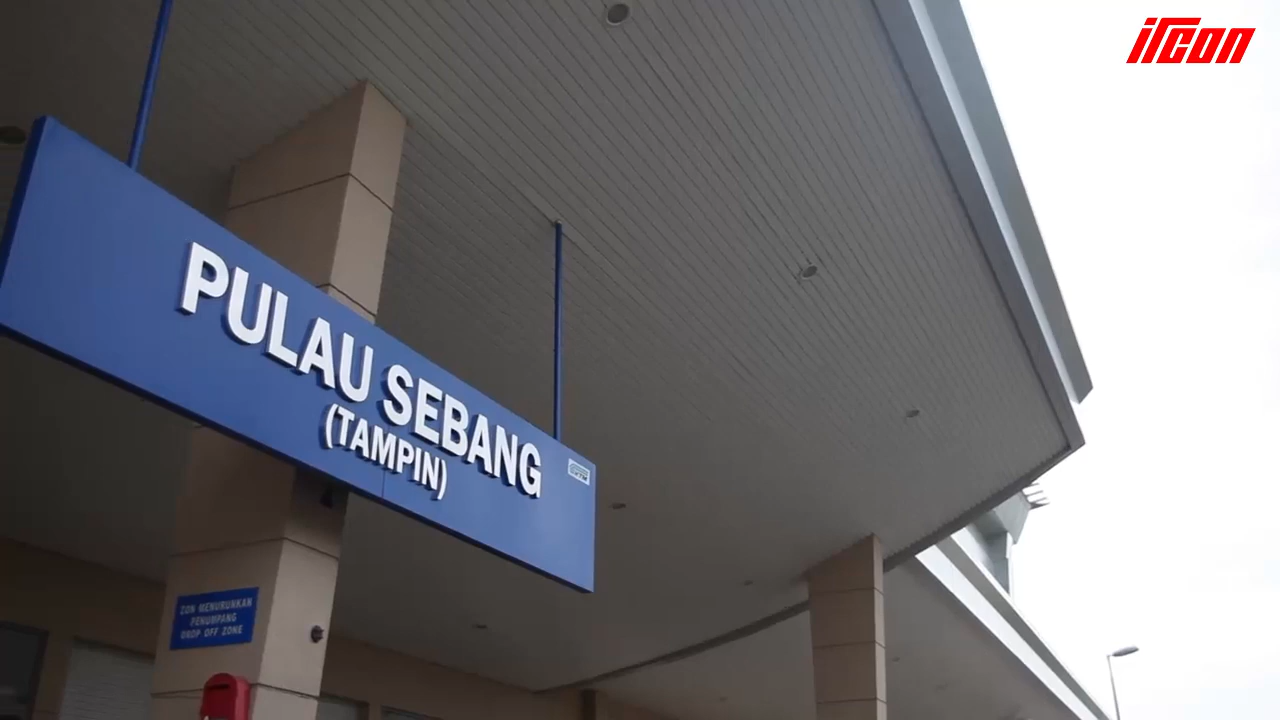 ircon
PULAU SEBANG
(TAMPIN)
ZON MENURUNKAN
PENUMPANG
DROP OFF ZONE